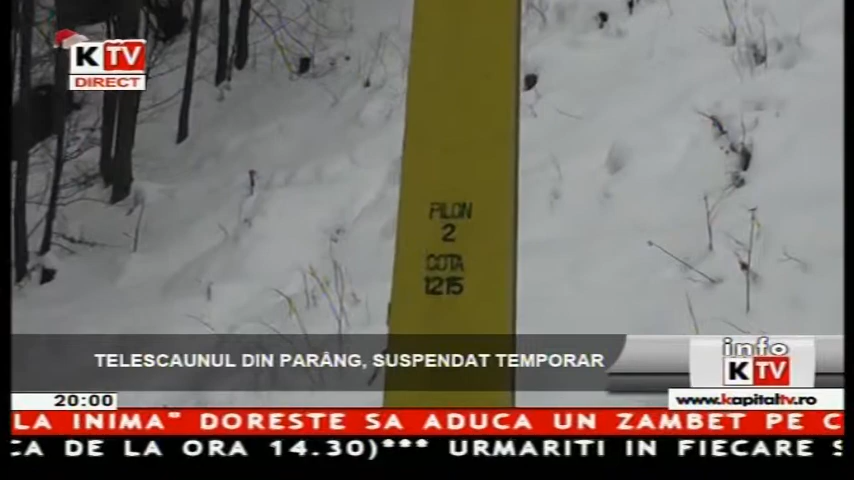 KTV
DIRECT
PILON
2
COTA
1215
TELESCAUNUL DIN PARÂNG, SUSPENDAT TEMPORAR
info
KTV
www.kapitaltv.ro
20:00
LA INIMA" DORESTE SA ADUCA UN ZAMBET PE C
CA DE LA ORA 14.30)*** URMARITI IN FIECARE S